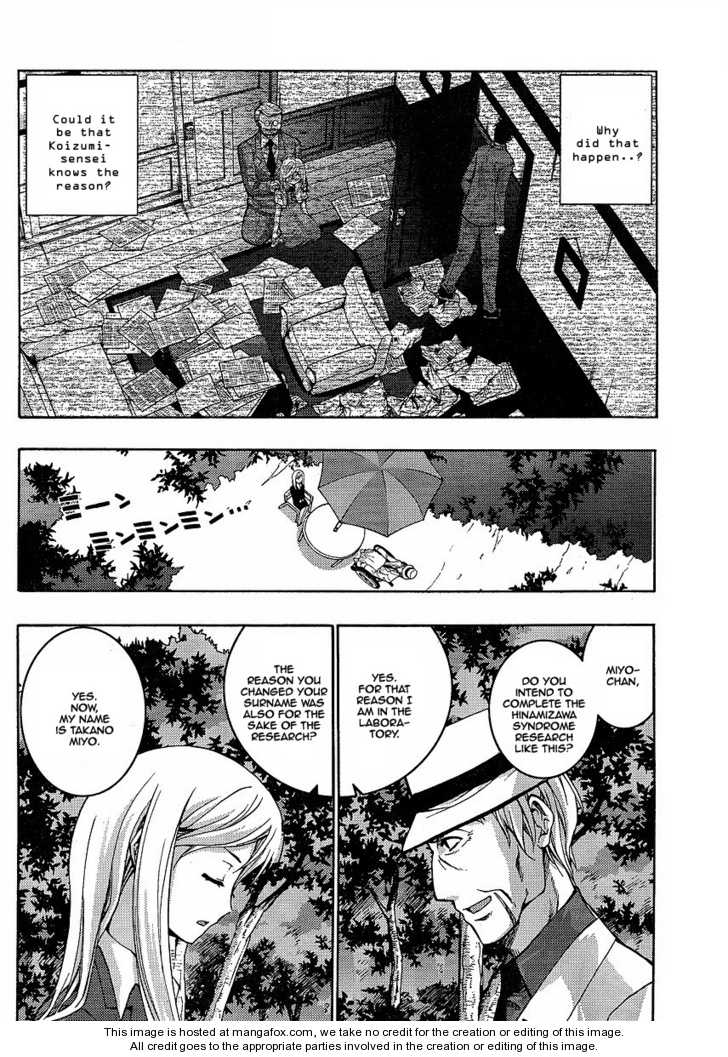 Why
did that
happen..?
Could it
be that
Koizumi-
sensei
knows the
reason?
ミーン
ミンミンミン...
MIYO-
CHAN,
DO YOU
INTEND TO
COMPLETE THE
HINAMIZAWA
SYNDROME
RESEARCH
LIKE THIS?
YES.
FOR THAT
REASON I
AM IN THE
LABORA-
TORY.
THE
REASON YOU
CHANGED YOUR
SURNAME WAS
ALSO FOR THE
SAKE OF THE
RESEARCH?
YES.
NOW,
MY NAME
IS TAKANO
MIYO.
This image is hosted at mangafox.com, we take no credit for the creation or editing of this image.
All credit goes to the appropriate parties involved in the creation or editing of this image.